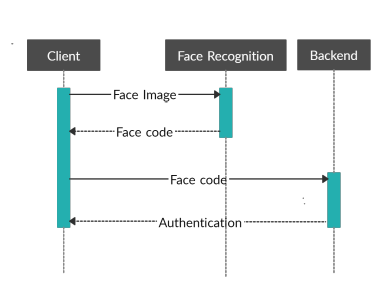 Client
Face Recognition
Backend
Face Image
Face code
Face code
Authentication